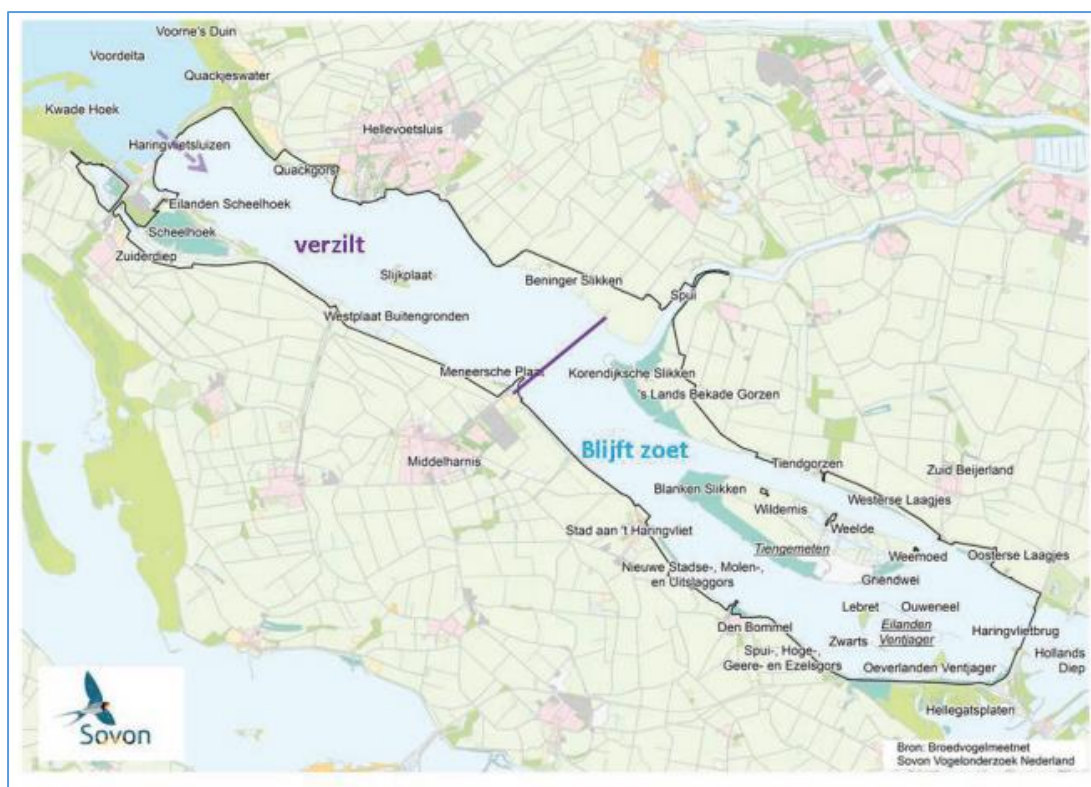 Voorne's Duin
Voordelta
Quackjeswater
Kwade Hoek
Hellevoetsluis
Haringvlietsluizen
Quackgors
Eilanden Scheelhoek
Scheelhoek
verzilt
Zuiderdiep
Slijkplaat
Beninger Slikken
Spui
Westplaat Buitengronden
Meneersche Plaat
Korendijksche Slikken
's Lands Bekade Gorzen
Blijft zoet
Middelharnis
Tiendgorzen
Zuid Beijerland
Blanken Slikken
Westerse Laagjes
Wildernis
Weelde
Stad aan 't Haringvliet
Tiengemeten
Weemoed
Oosterse Laagjes
Nieuwe Stadse-, Molen-,
en Uitslaggors
Griendwei
Lebret
Ouweneel
Den Bommel
Eilanden
Ventjager
Haringvlietbrug
Zwarts
Spui-, Hoge-,
Geere- en Ezelsgors
Hollands
Diep
Oeverlanden Ventjager
Hellegatsplaten
Sovon
Bron: Broedvogelmeetnet
Sovon Vogelonderzoek Nederland